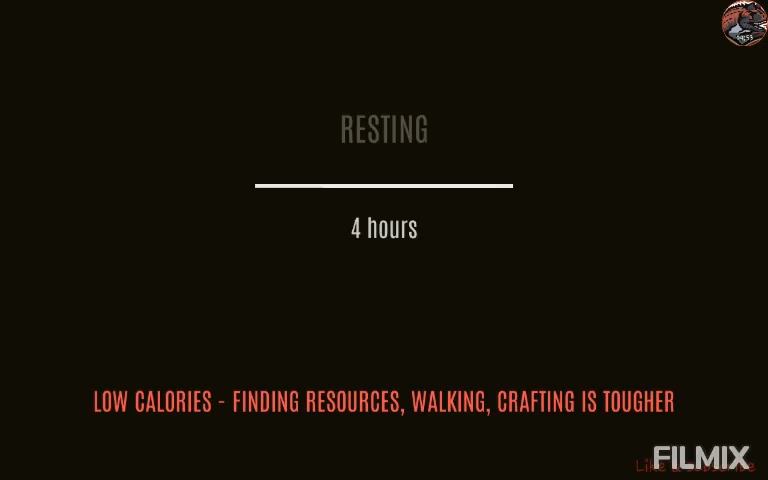 RESTING
4 hours
LOW CALORIES - FINDING RESOURCES, WALKING, CRAFTING IS TOUGHER
FILMIX